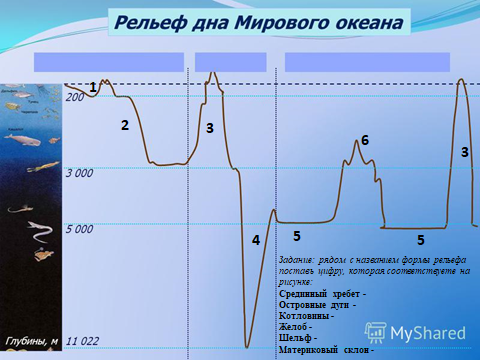 Рельеф дна Мирового океана
1
200
2
3
6
3
3 000
5 000
4
5
5
Задание: рядом с названием формы рельефа
поставь цифру, которая соответствует на
рисунке:
Срединный хребет -
Островные дуги -
Котловины -
Желоб -
Шельф -
Материковый склон -
Глубины, м
11 022
MyShared